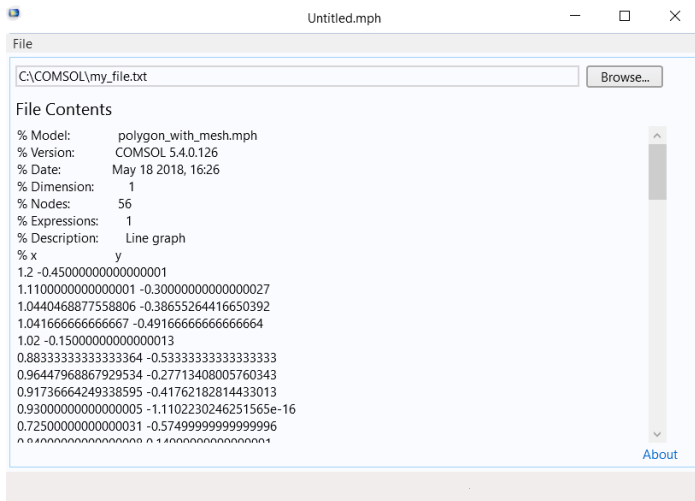 Untitled.mph
File
C:\COMSOL\my_file.txt Browse...
File Contents
% Model: polygon_with_mesh.mph
% Version: COMSOL 5.4.0.126
% Date: May 18 2018, 16:26
% Dimension: 1
% Nodes: 56
% Expressions: 1
% Description: Line graph
% x y
1.2 -0.45000000000000001
1.1100000000000001 -0.30000000000000027
1.0440468877558806 -0.38655264416650392
1.041666666666667 -0.49166666666666664
1.02 -0.15000000000000013
0.88333333333333364 -0.53333333333333333
0.96447968867929534 -0.27713408005760343
0.91736664249338595 -0.41762182814433013
0.93000000000000005 -1.1102230246251565e-16
0.72500000000000031 -0.57499999999999996
About